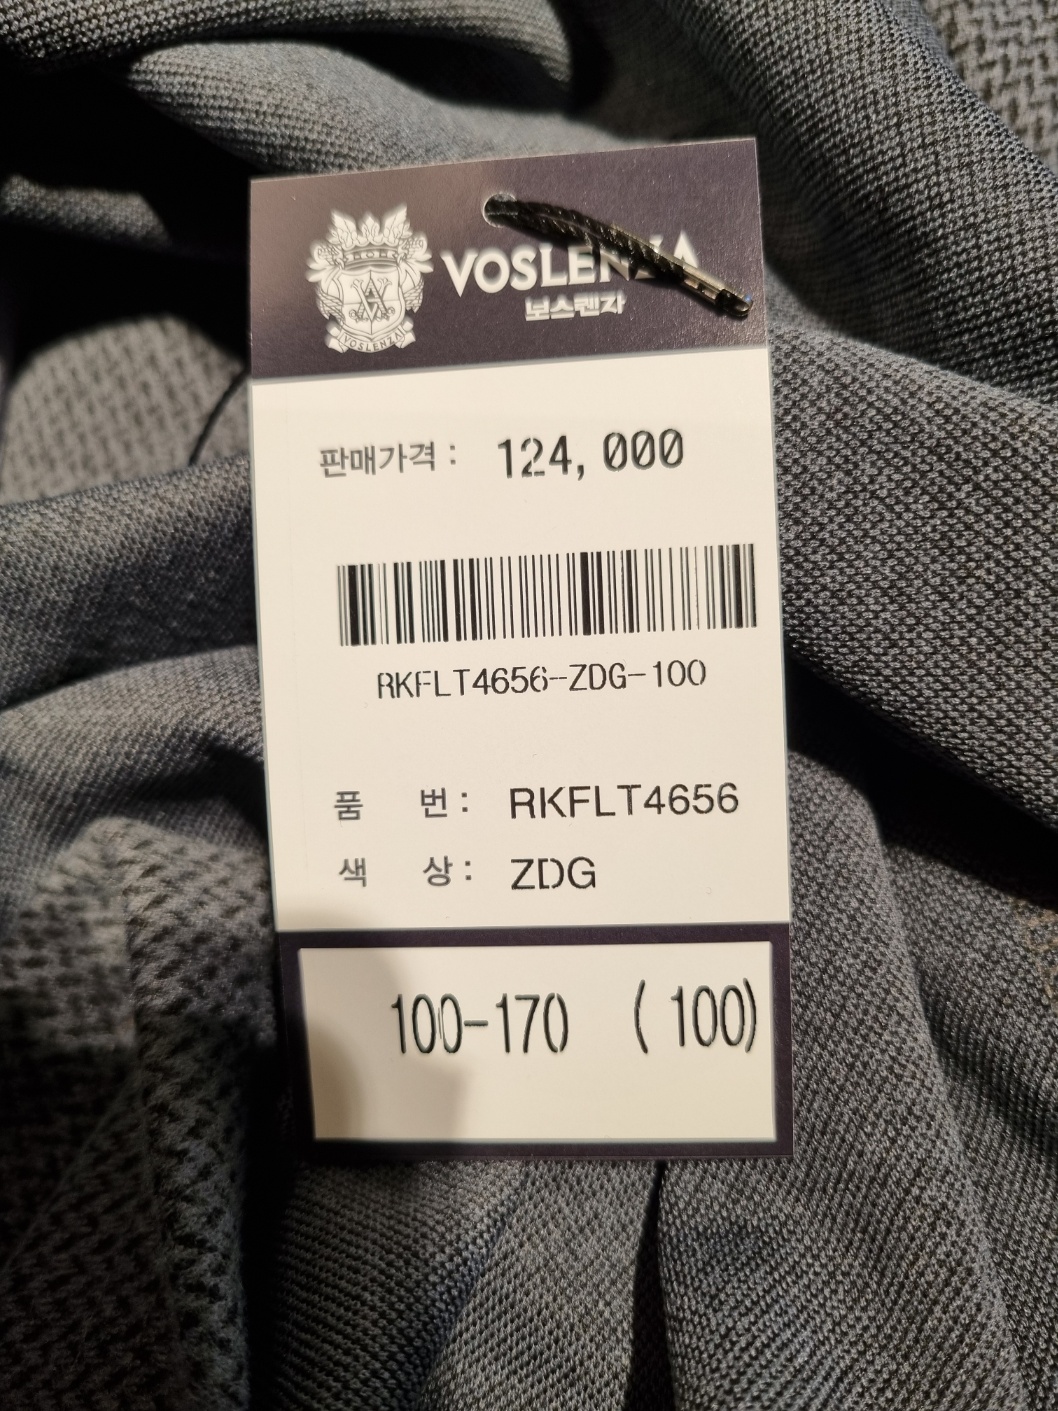 VOSLENZA
보스렌자
VOSLENZA
판매가격 : 124,000
RKFLT4656-ZDG-100
품 번 : RKFLT4656
색 상 : ZDG
100-170 (100)